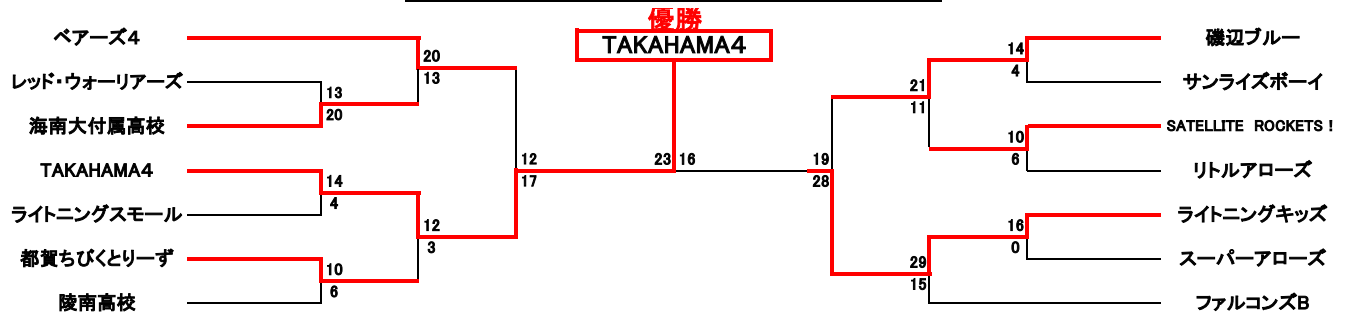 優勝
TAKAHAMA4
ベアーズ4
レッド・ウォーリアーズ
海南大付属高校
TAKAHAMA4
ライトニングスモール
都賀ちびくとりーず
陵南高校
20
13
13
20
14
4
12
3
10
6
12
17
23 16
19
28
21
11
29
15
14
4
10
6
16
0
磯辺ブルー
サンライズボーイ
SATELLITE ROCKETS!
リトルアローズ
ライトニングキッズ
スーパーアローズ
ファルコンズB